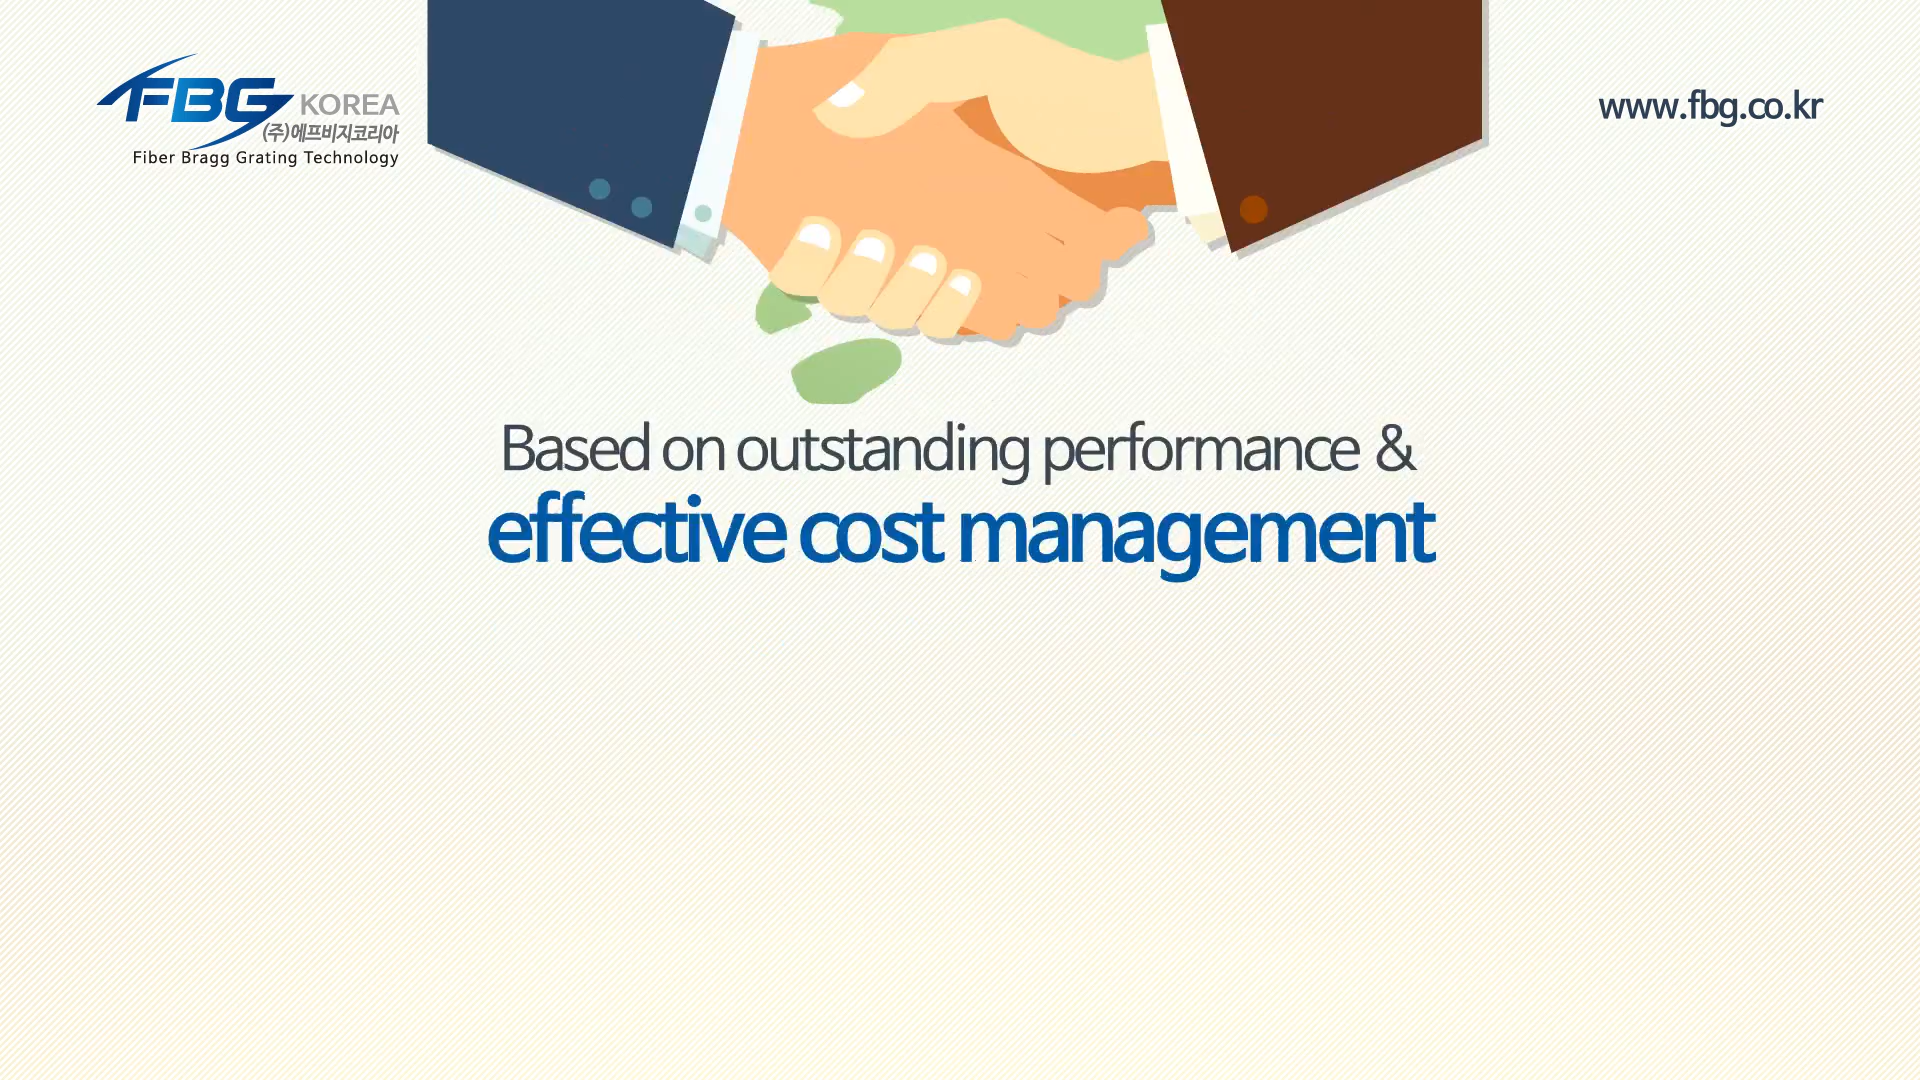 FBG KOREA
(주)에프비지코리아
Fiber Bragg Grating Technology
www.fbg.co.kr
Based on outstanding performance &
effective cost management